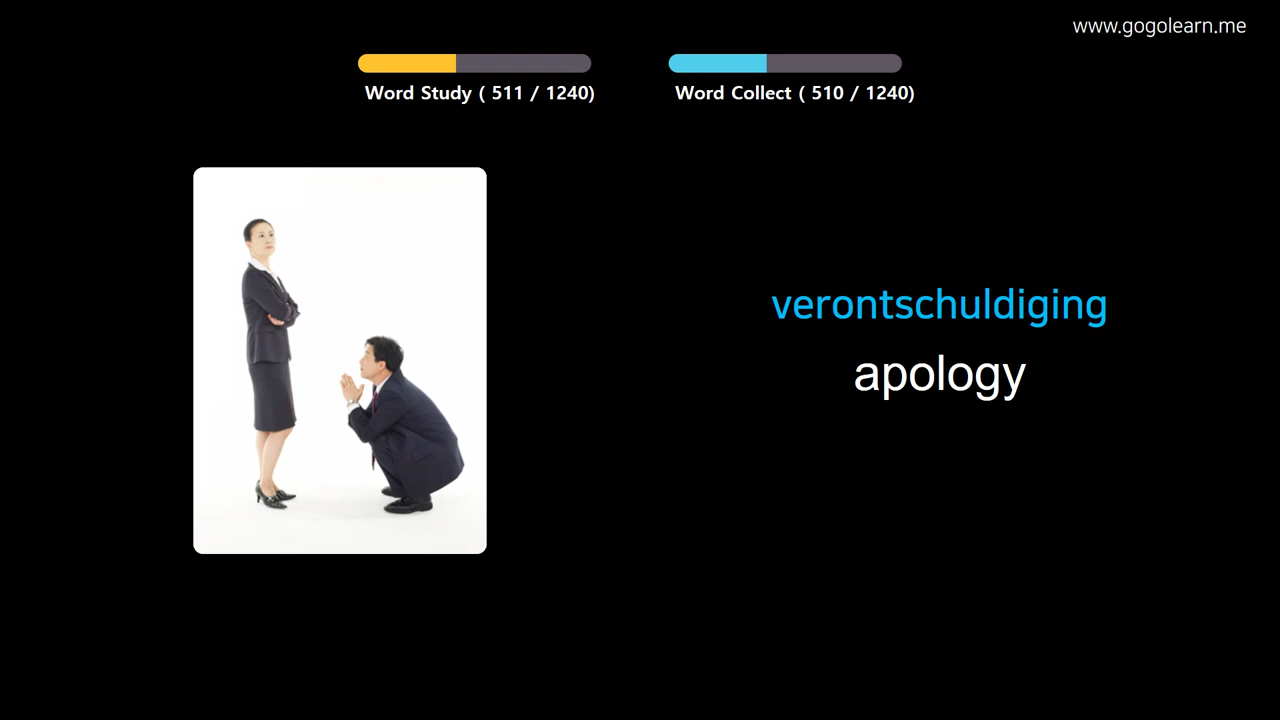 www.gogolearn.me
Word Study ( 511 / 1240)
Word Collect ( 510 / 1240)
verontschuldiging
apology